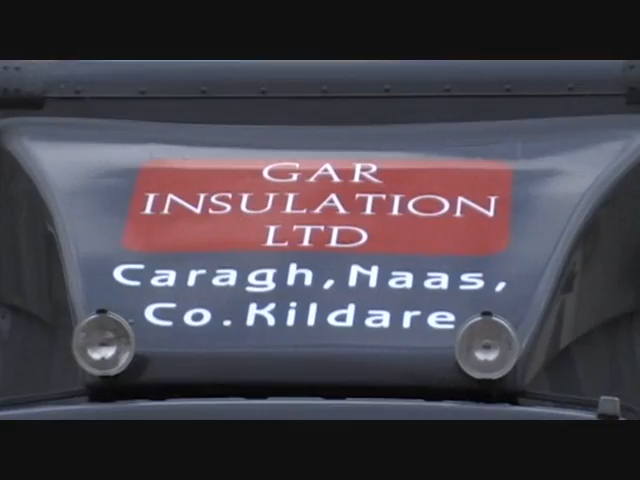 GAR
INSULATION
LTD
Caragh, Naas,
Co. Kildare